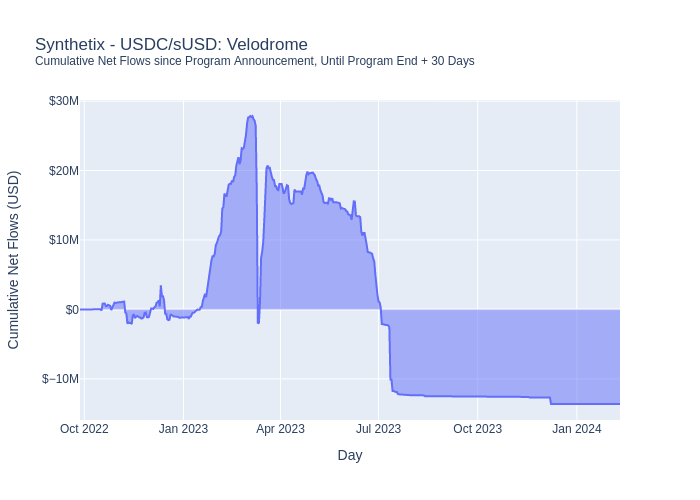 Synthetix - USDC/sUSD: Velodrome
Cumulative Net Flows since Program Announcement, Until Program End + 30 Days
Cumulative Net Flows (USD)
$30M
$20M
$10M
$0
$−10M
Oct 2022
Jan 2023
Apr 2023
Jul 2023
Oct 2023
Jan 2024
Day